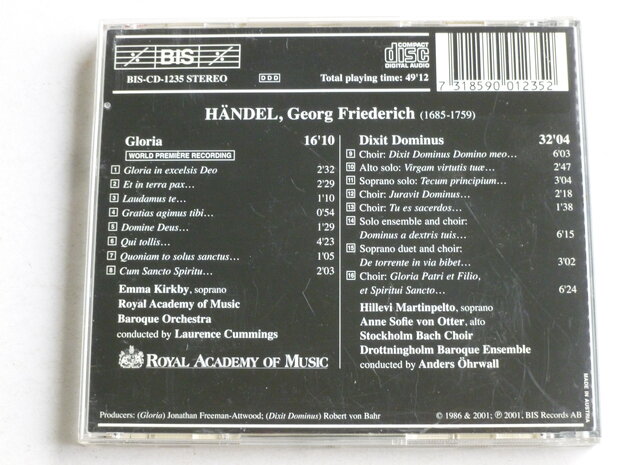 BIS
BIS-CD-1235 STEREO
DDD
COMPACT
disc
DIGITAL AUDIO
Total playing time: 49'12
7 318590 012352
HÄNDEL, Georg Friederich (1685-1759)
Gloria 16'10
WORLD PREMIÈRE RECORDING
1 Gloria in excelsis Deo 2'32
2 Et in terra pax… 2'29
3 Laudamus te… 1'10
4 Gratias agimus tibi… 0'54
5 Domine Deus… 1'29
6 Qui tollis… 4'23
7 Quoniam to solus sanctus… 1'05
8 Cum Sancto Spiritu… 2'03
Emma Kirkby, soprano
Royal Academy of Music
Baroque Orchestra
conducted by Laurence Cummings
ROYAL ACADEMY OF MUSIC
Dixit Dominus 32'04
9 Choir: Dixit Dominus Domino meo… 6'03
10 Alto solo: Virgam virtutis tuæ… 2'47
11 Soprano solo: Tecum principium… 3'04
12 Choir: Juravit Dominus… 2'18
13 Choir: Tu es sacerdos… 1'38
14 Solo ensemble and choir:
Dominus a dextris tuis… 6'15
15 Soprano duet and choir:
De torrente in via bibet… 3'02
16 Choir: Gloria Patri et Filio,
et Spiritui Sancto… 6'24
Hillevi Martinpelto, soprano
Anne Sofie von Otter, alto
Stockholm Bach Choir
Drottningholm Baroque Ensemble
conducted by Anders Öhrwall
MADE IN AUSTRIA
Producers: (Gloria) Jonathan Freeman-Attwood; (Dixit Dominus) Robert von Bahr
© 1986 & 2001; ℗ 2001, BIS Records AB